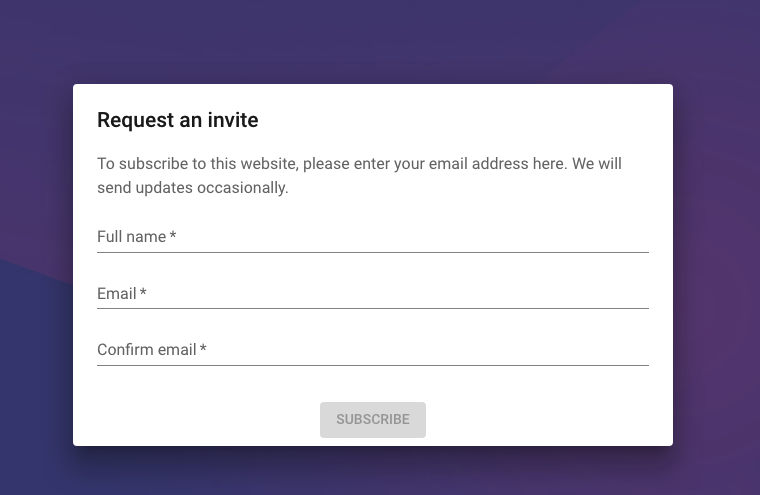 Request an invite
To subscribe to this website, please enter your email address here. We will
send updates occasionally.
Full name *
Email *
Confirm email *
SUBSCRIBE